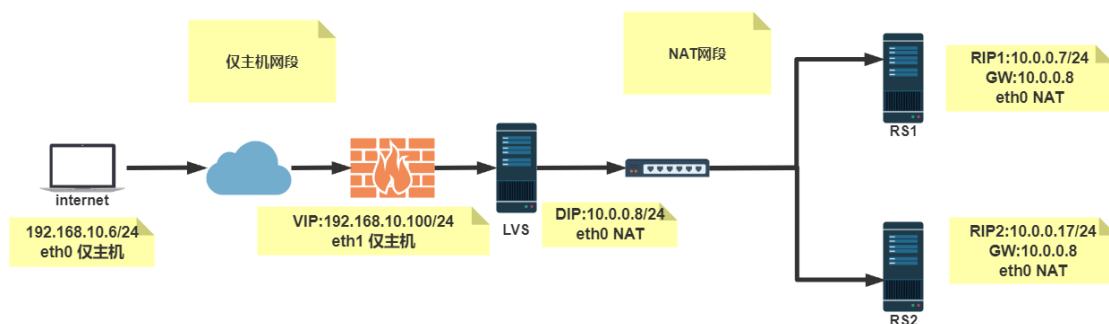 仅主机网段
NAT网段
RIP1:10.0.0.7/24
GW:10.0.0.8
eth0 NAT
RS1
internet
192.168.10.6/24
eth0 仅主机
VIP:192.168.10.100/24
eth1 仅主机
LVS
DIP:10.0.0.8/24
eth0 NAT
RIP2:10.0.0.17/24
GW:10.0.0.8
eth0 NAT
RS2